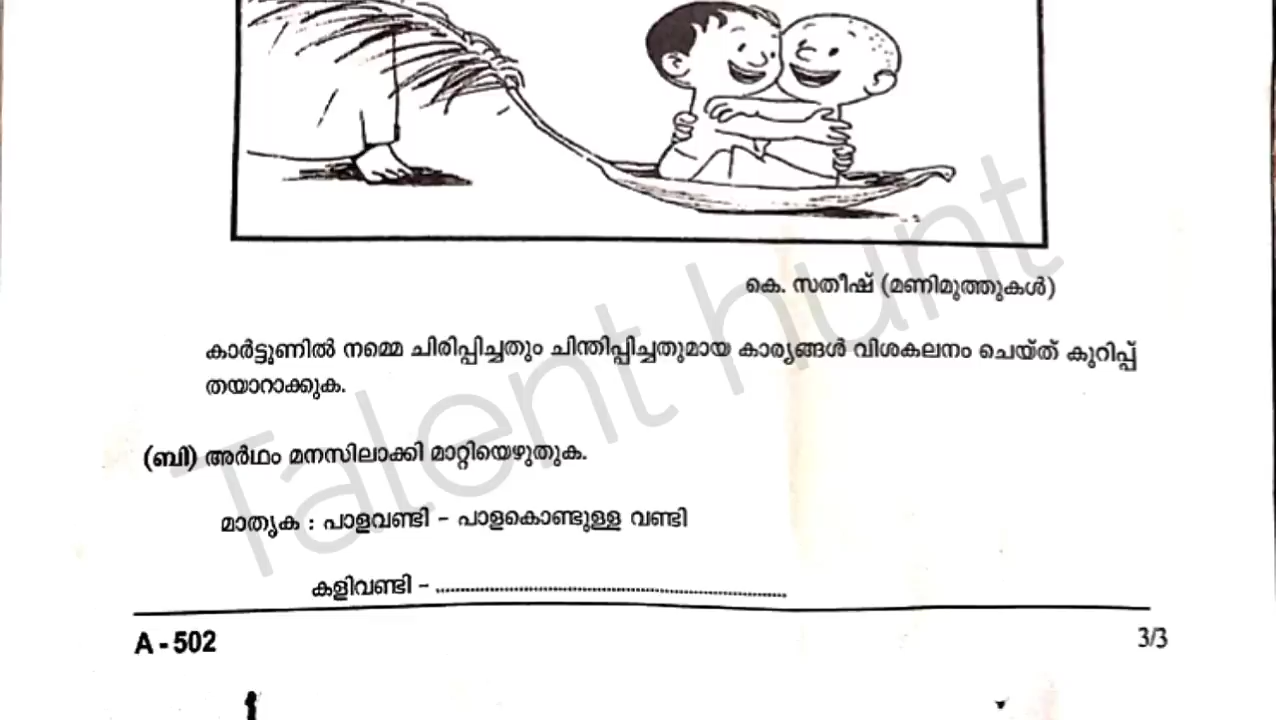 കെ. സതീഷ് (മണിമുത്തുകൾ)
കാർട്ടൂണിൽ നമ്മെ ചിരിപ്പിച്ചതും ചിന്തിപ്പിച്ചതുമായ കാര്യങ്ങൾ വിശകലനം ചെയ്ത് കുറിപ്പ്
തയാറാക്കുക.
(ബി) അർഥം മനസിലാക്കി മാറ്റിയെഴുതുക.
മാതൃക : പാളവണ്ടി – പാളകൊണ്ടുള്ള വണ്ടി
കളിവണ്ടി – ......................................................................
A - 502 3/3
Talent hunt